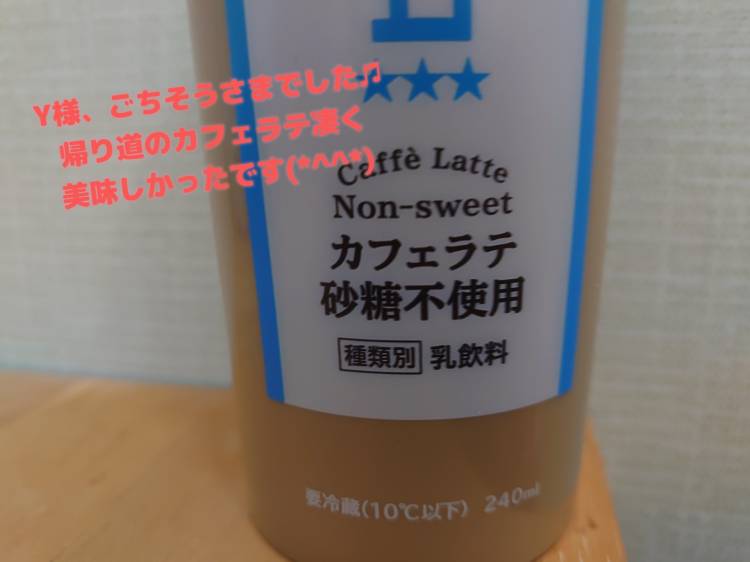 Y様、ごちそうさまでした♫
帰り道のカフェラテ凄く
美味しかったです(*^^*)
★★★
Caffè Latte
Non-sweet
カフェラテ
砂糖不使用
種類別 乳飲料
要冷蔵(10℃以下) 240ml